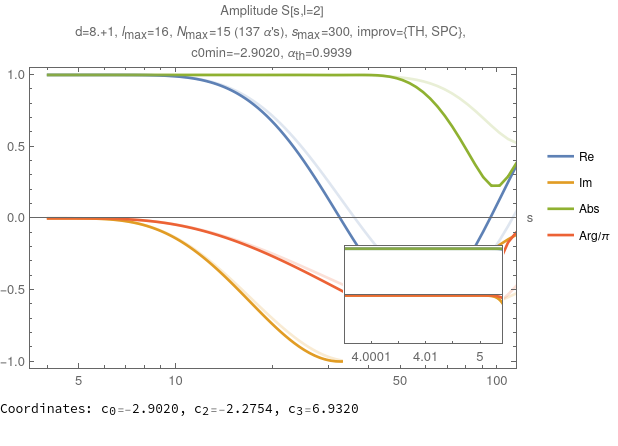 Amplitude S[s,l=2]
d=8.+1, lmax=16, Nmax=15 (137 α's), smax=300, improv={TH, SPC},
c0min=−2.9020, αth=0.9939
1.0
0.5
0.0
−0.5
−1.0
s
Re
Im
Abs
Arg/π
4.0001 4.01 5
5 10 50 100
Coordinates: c0=−2.9020, c2=−2.2754, c3=6.9320